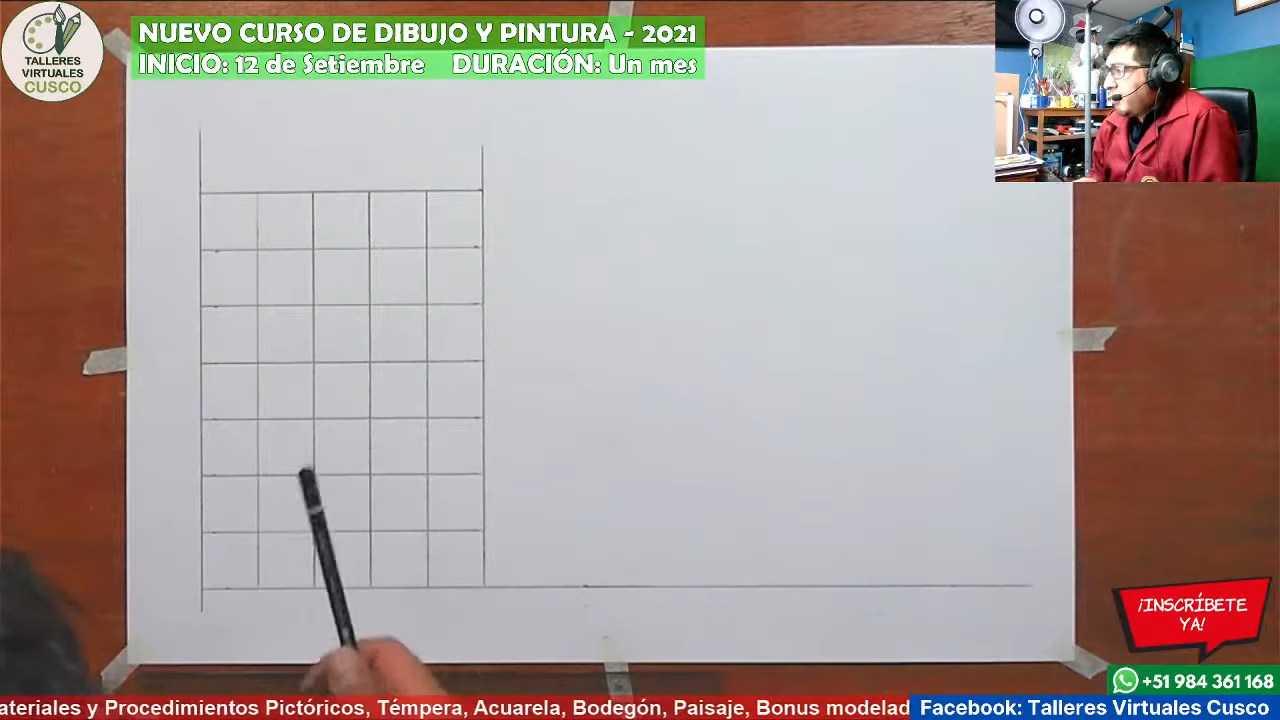 NUEVO CURSO DE DIBUJO Y PINTURA - 2021
INICIO: 12 de Setiembre DURACIÓN: Un mes
TALLERES
VIRTUALES
CUSCO
¡INSCRÍBETE
YA!
+51 984 361 168
ateriales y Procedimientos Pictóricos, Témpera, Acuarela, Bodegón, Paisaje, Bonus modelad
Facebook: Talleres Virtuales Cusco